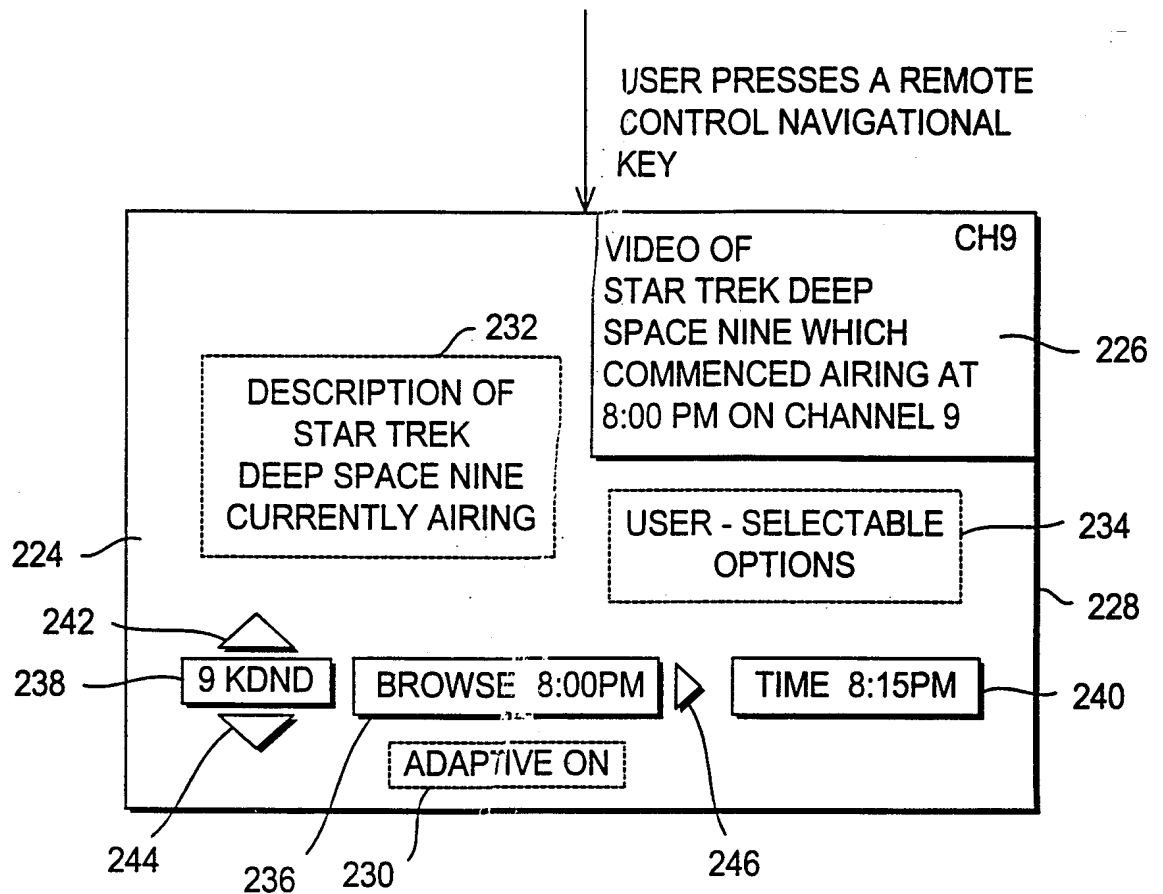 USER PRESSES A REMOTE
CONTROL NAVIGATIONAL
KEY
CH9
VIDEO OF
STAR TREK DEEP
SPACE NINE WHICH
COMMENCED AIRING AT
8:00 PM ON CHANNEL 9
226
232
DESCRIPTION OF
STAR TREK
DEEP SPACE NINE
CURRENTLY AIRING
USER - SELECTABLE
OPTIONS
234
224
228
242
238
9 KDND
BROWSE 8:00PM
TIME 8:15PM
240
ADAPTIVE ON
244
236
230
246